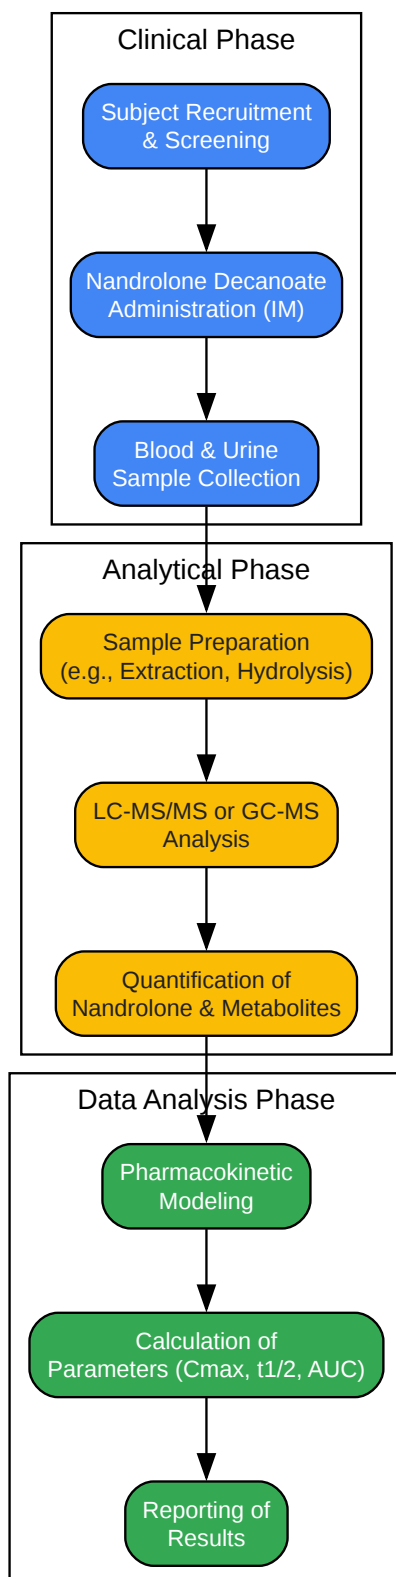 Clinical Phase
Subject Recruitment
& Screening
Nandrolone Decanoate
Administration (IM)
Blood & Urine
Sample Collection
Analytical Phase
Sample Preparation
(e.g., Extraction, Hydrolysis)
LC-MS/MS or GC-MS
Analysis
Quantification of
Nandrolone & Metabolites
Data Analysis Phase
Pharmacokinetic
Modeling
Calculation of
Parameters (Cmax, t1/2, AUC)
Reporting of
Results